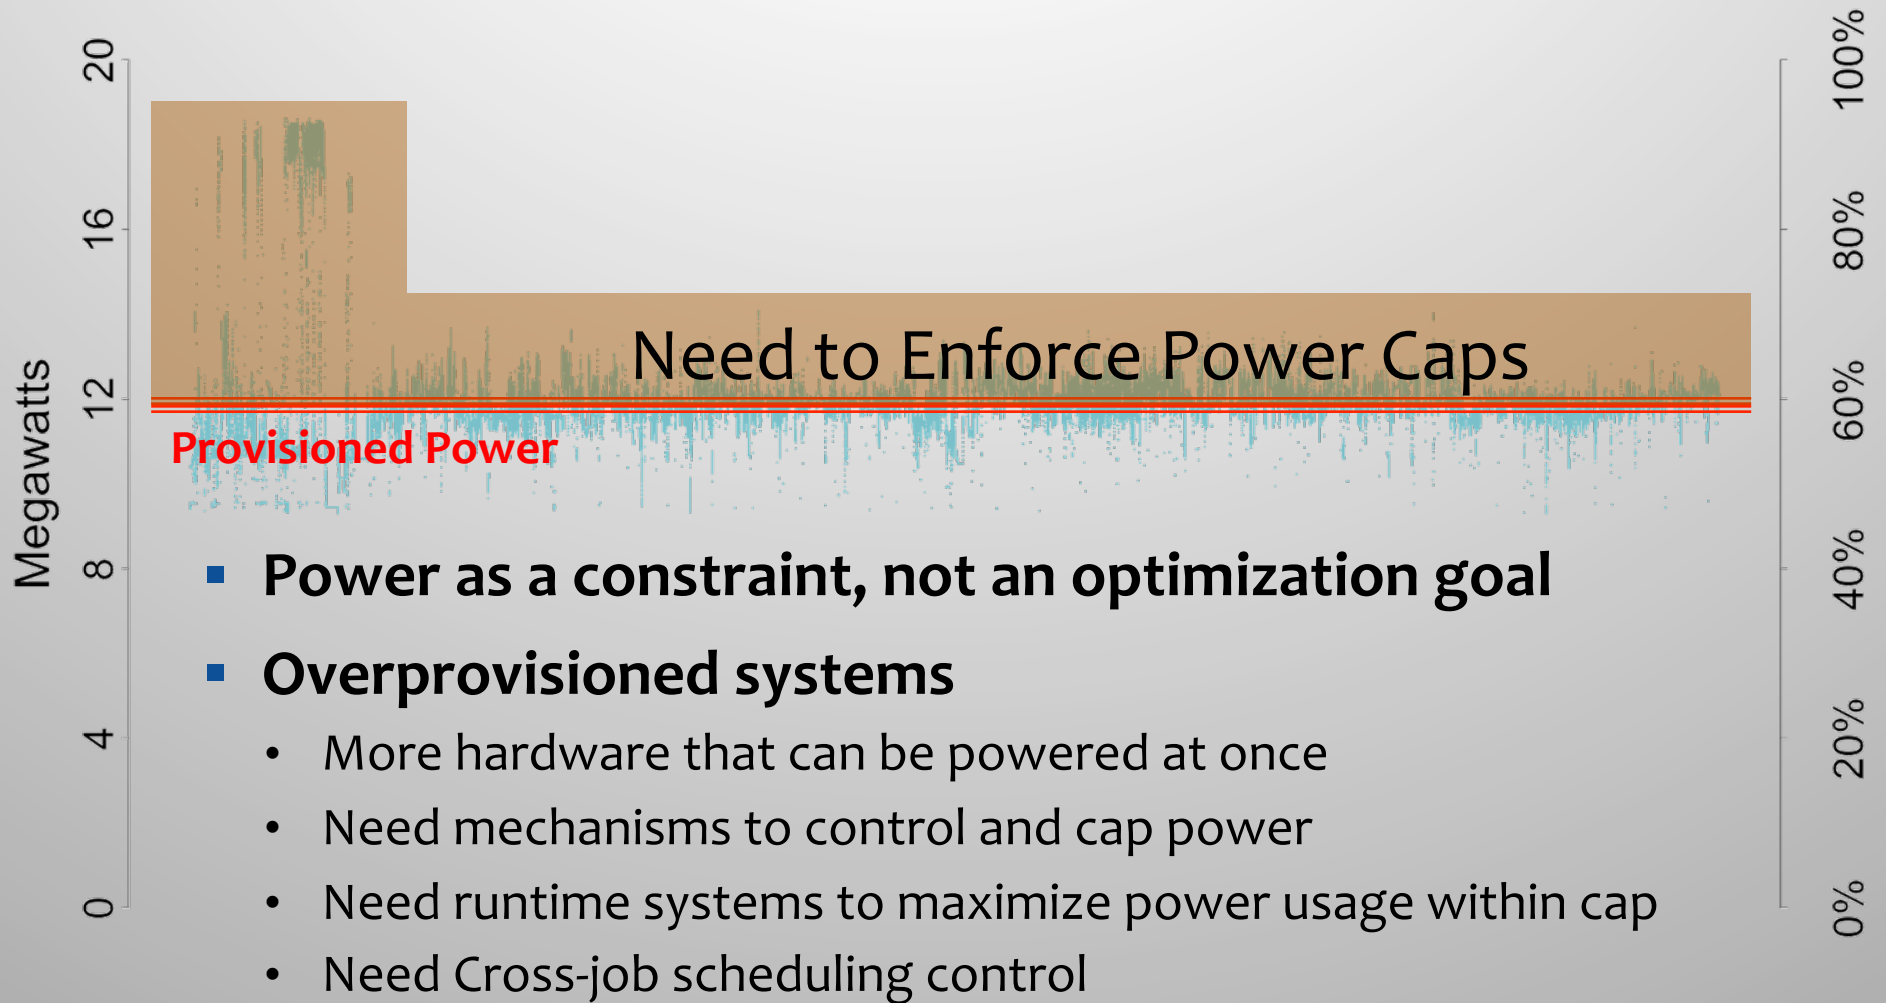 20
16
12
8
4
0
Megawatts
100%
80%
60%
40%
20%
0%
Need to Enforce Power Caps
Provisioned Power
Power as a constraint, not an optimization goal
Overprovisioned systems
• More hardware that can be powered at once
• Need mechanisms to control and cap power
• Need runtime systems to maximize power usage within cap
• Need Cross-job scheduling control